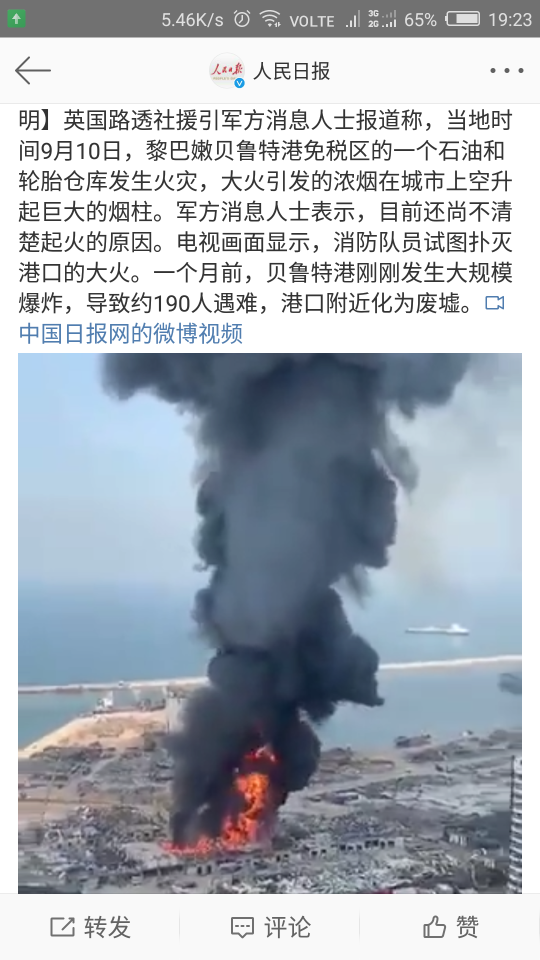 5.46K/s VOLTE 3G 2G 65% 19:23
人民日报
明】英国路透社援引军方消息人士报道称，当地时
间9月10日，黎巴嫩贝鲁特港免税区的一个石油和
轮胎仓库发生火灾，大火引发的浓烟在城市上空升
起巨大的烟柱。军方消息人士表示，目前还尚不清
楚起火的原因。电视画面显示，消防队员试图扑灭
港口的大火。一个月前，贝鲁特港刚刚发生大规模
爆炸，导致约190人遇难，港口附近化为废墟。
中国日报网的微博视频
转发 评论 赞